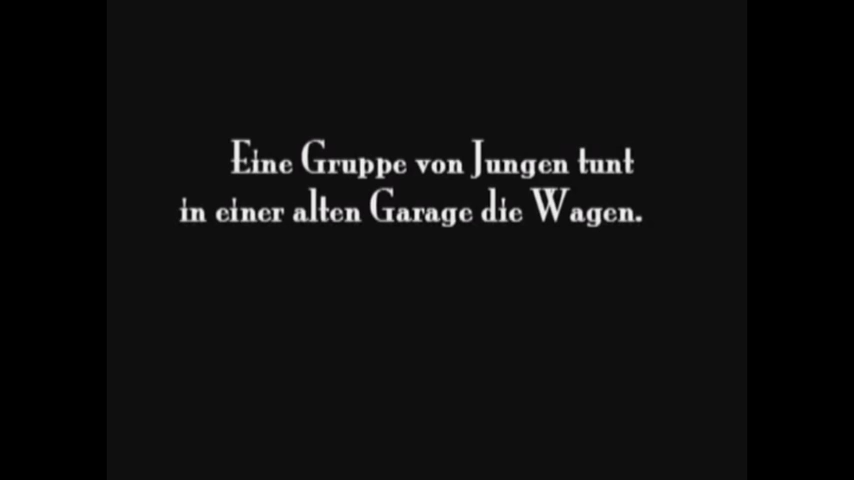 Eine Gruppe von Jungen tunt
in einer alten Garage die Wagen.